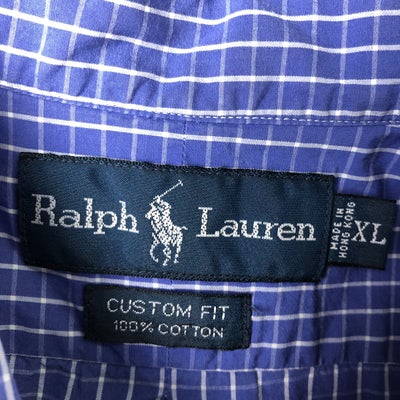 Ralph Lauren
MADE IN
HONG KONG
XL
CUSTOM FIT
100% COTTON